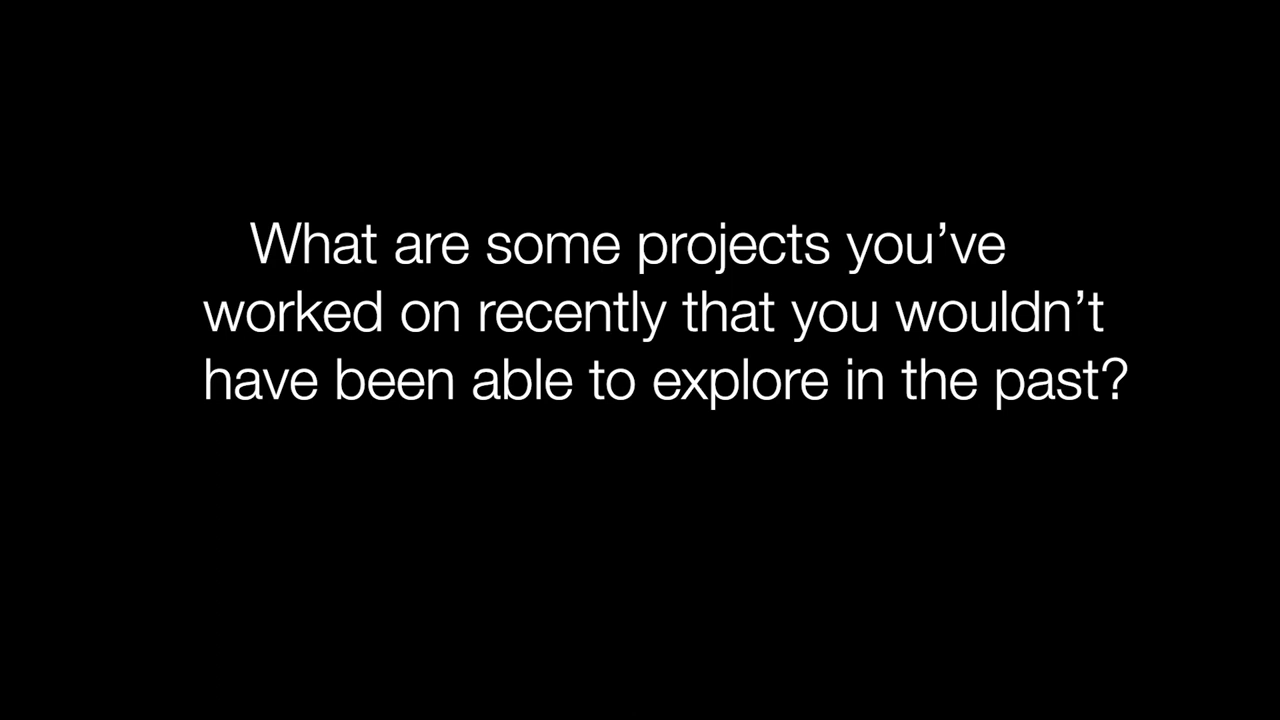 What are some projects you’ve
worked on recently that you wouldn’t
have been able to explore in the past?